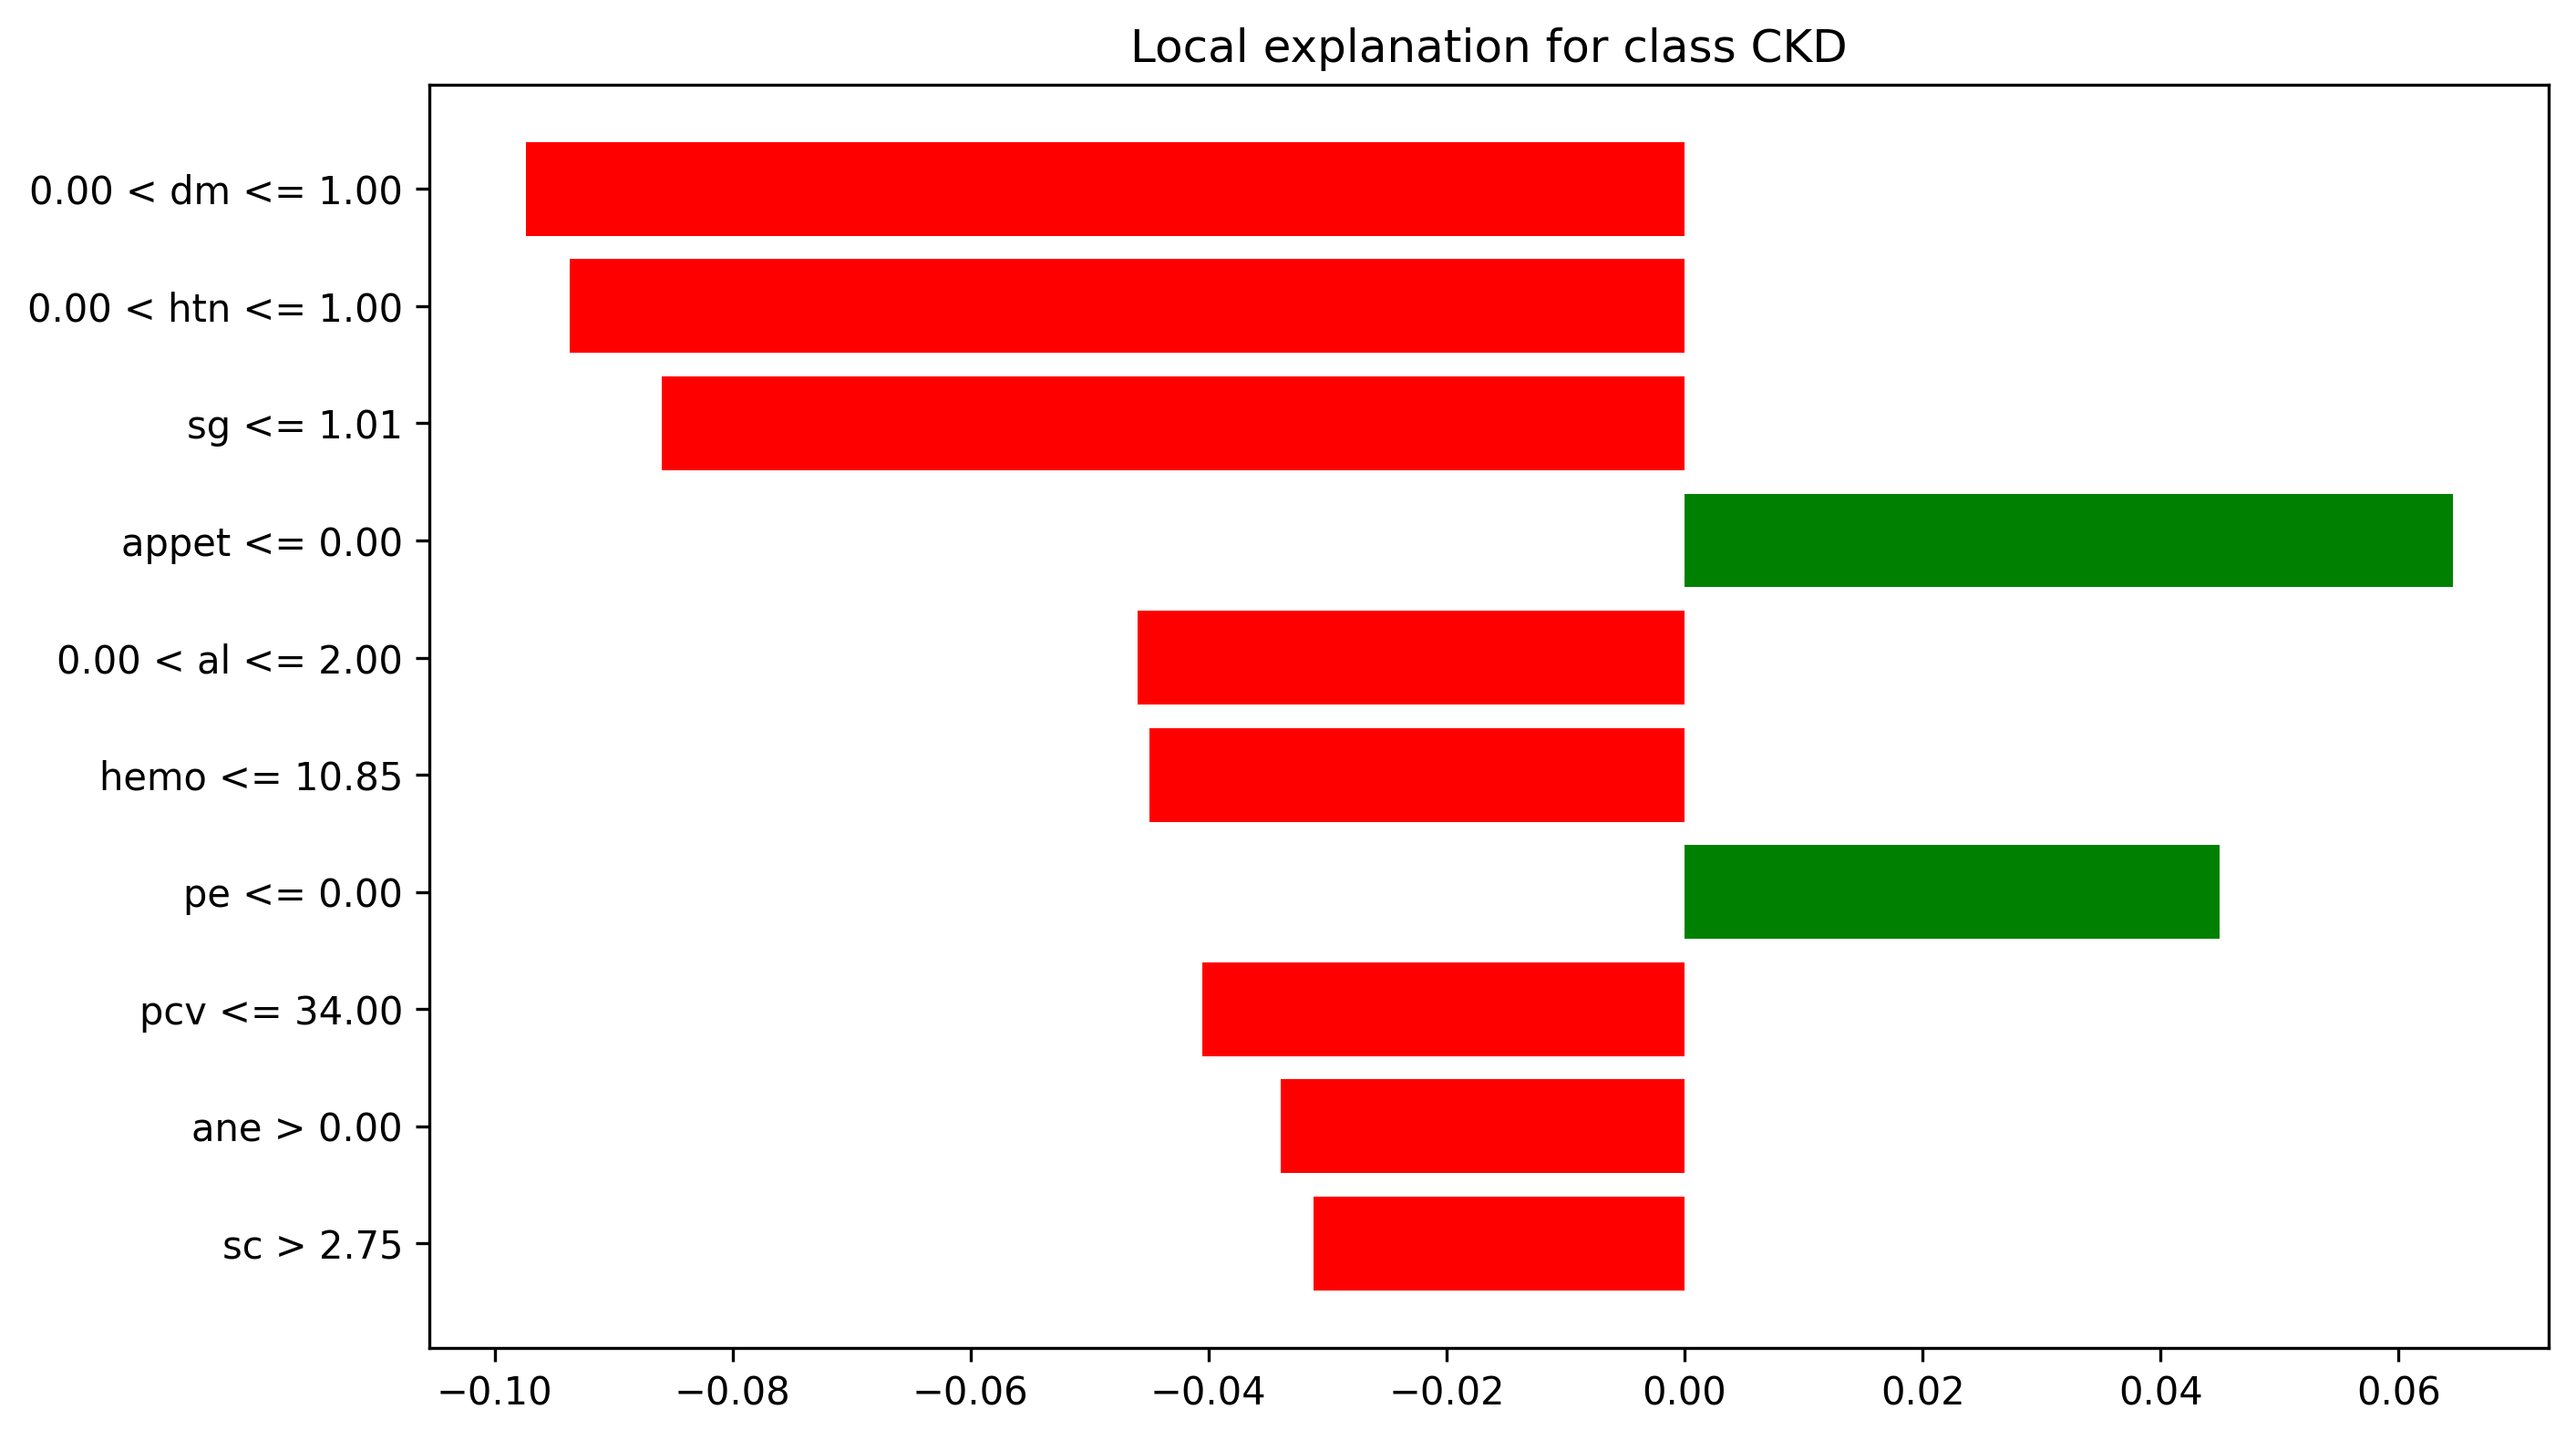 Local explanation for class CKD
0.00 < dm <= 1.00
0.00 < htn <= 1.00
sg <= 1.01
appet <= 0.00
0.00 < al <= 2.00
hemo <= 10.85
pe <= 0.00
pcv <= 34.00
ane > 0.00
sc > 2.75
−0.10 −0.08 −0.06 −0.04 −0.02 0.00 0.02 0.04 0.06